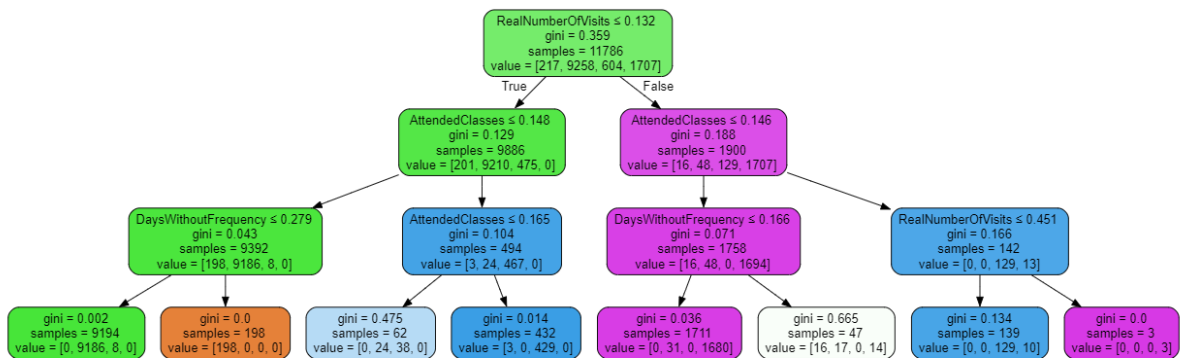 RealNumberOfVisits ≤ 0.132
gini = 0.359
samples = 11786
value = [217, 9258, 604, 1707]
True
False
AttendedClasses ≤ 0.148
gini = 0.129
samples = 9886
value = [201, 9210, 475, 0]
AttendedClasses ≤ 0.146
gini = 0.188
samples = 1900
value = [16, 48, 129, 1707]
DaysWithoutFrequency ≤ 0.279
gini = 0.043
samples = 9392
value = [198, 9186, 8, 0]
AttendedClasses ≤ 0.165
gini = 0.104
samples = 494
value = [3, 24, 467, 0]
DaysWithoutFrequency ≤ 0.166
gini = 0.071
samples = 1758
value = [16, 48, 0, 1694]
RealNumberOfVisits ≤ 0.451
gini = 0.166
samples = 142
value = [0, 0, 129, 13]
gini = 0.002
samples = 9194
value = [0, 9186, 8, 0]
gini = 0.0
samples = 198
value = [198, 0, 0, 0]
gini = 0.475
samples = 62
value = [0, 24, 38, 0]
gini = 0.014
samples = 432
value = [3, 0, 429, 0]
gini = 0.036
samples = 1711
value = [0, 31, 0, 1680]
gini = 0.665
samples = 47
value = [16, 17, 0, 14]
gini = 0.134
samples = 139
value = [0, 0, 129, 10]
gini = 0.0
samples = 3
value = [0, 0, 0, 3]